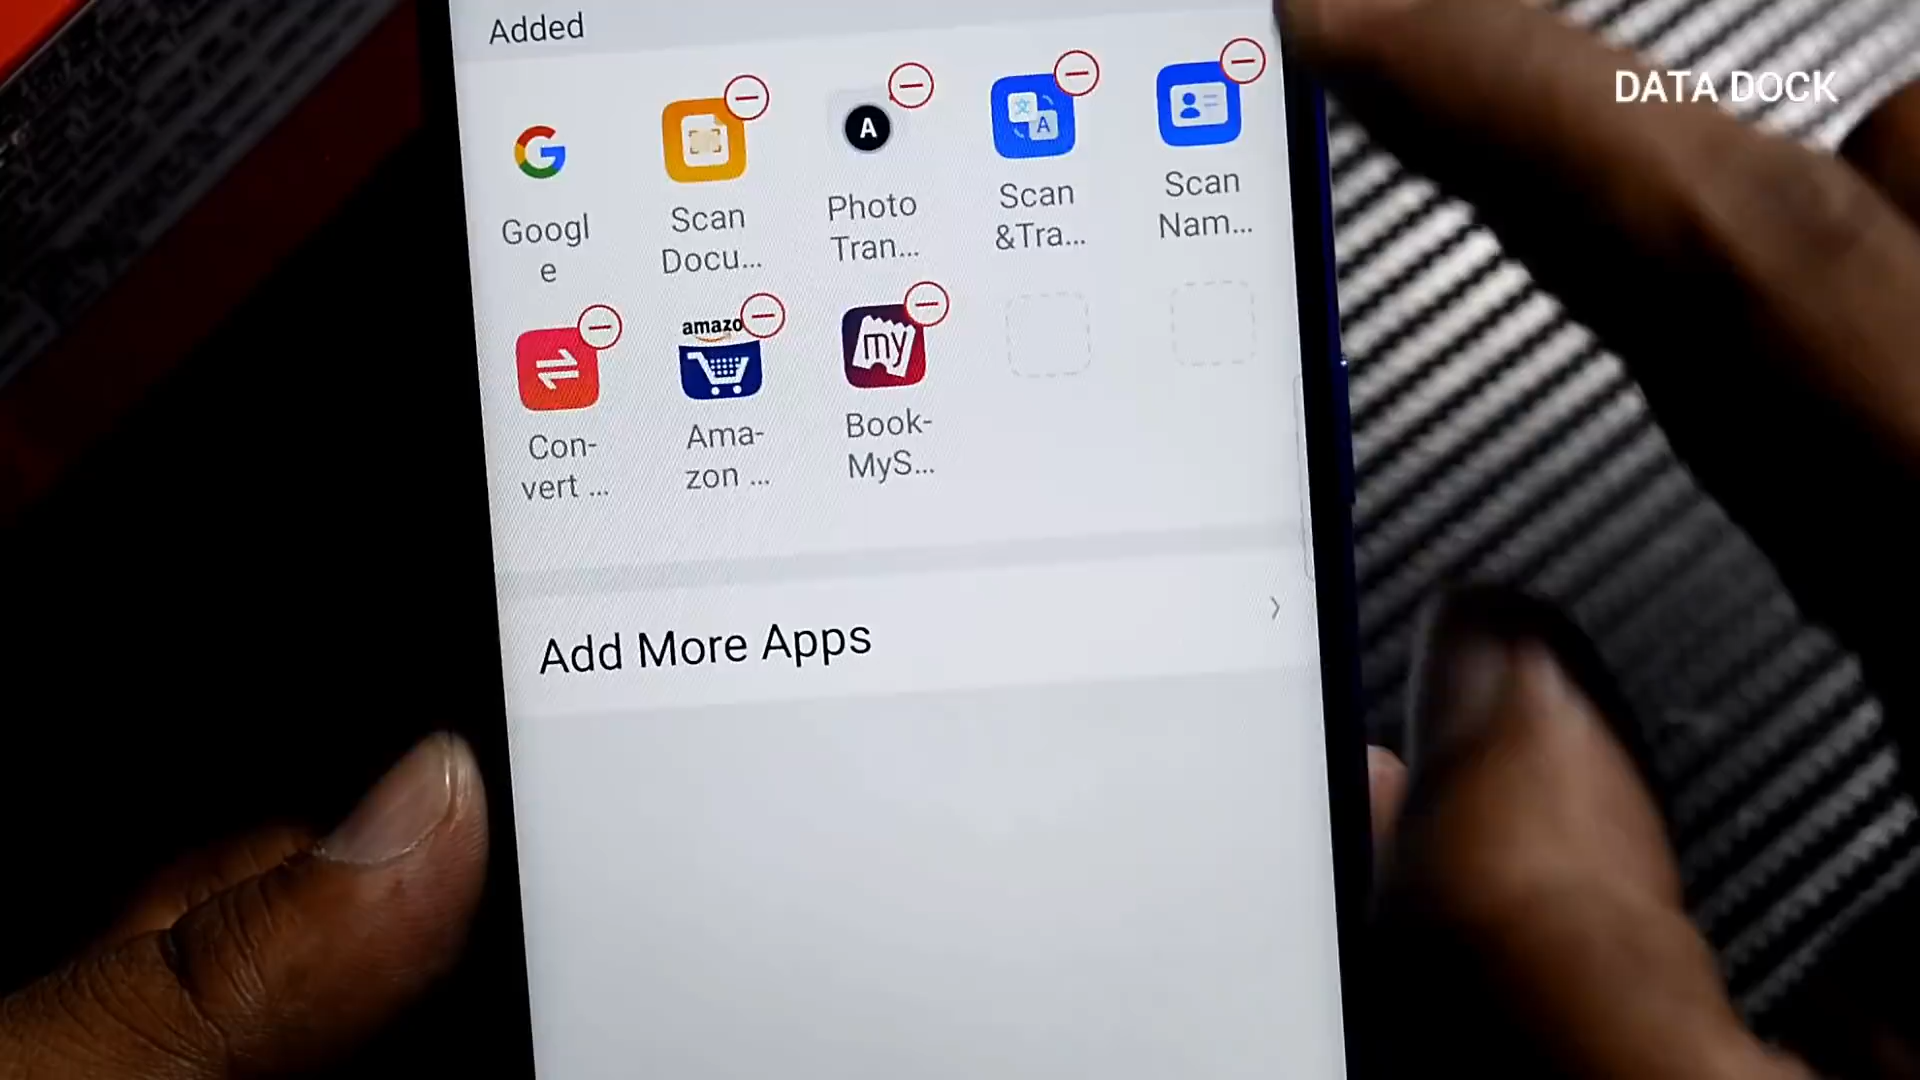 Added
DATA DOCK
Googl
e
Scan
Docu...
Photo
Tran...
Scan
&Tra...
Scan
Nam...
A
文
A
amazo
my
Con-
vert ...
Ama-
zon ...
Book-
MyS...
Add More Apps